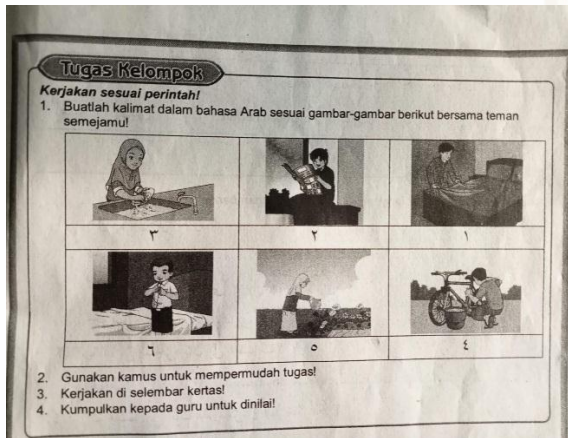 Tugas Kelompok
Kerjakan sesuai perintah!
1. Buatlah kalimat dalam bahasa Arab sesuai gambar-gambar berikut bersama teman
semejamu!
١ ٢ ٣
٤ ٥ ٦
2. Gunakan kamus untuk mempermudah tugas!
3. Kerjakan di selembar kertas!
4. Kumpulkan kepada guru untuk dinilai!